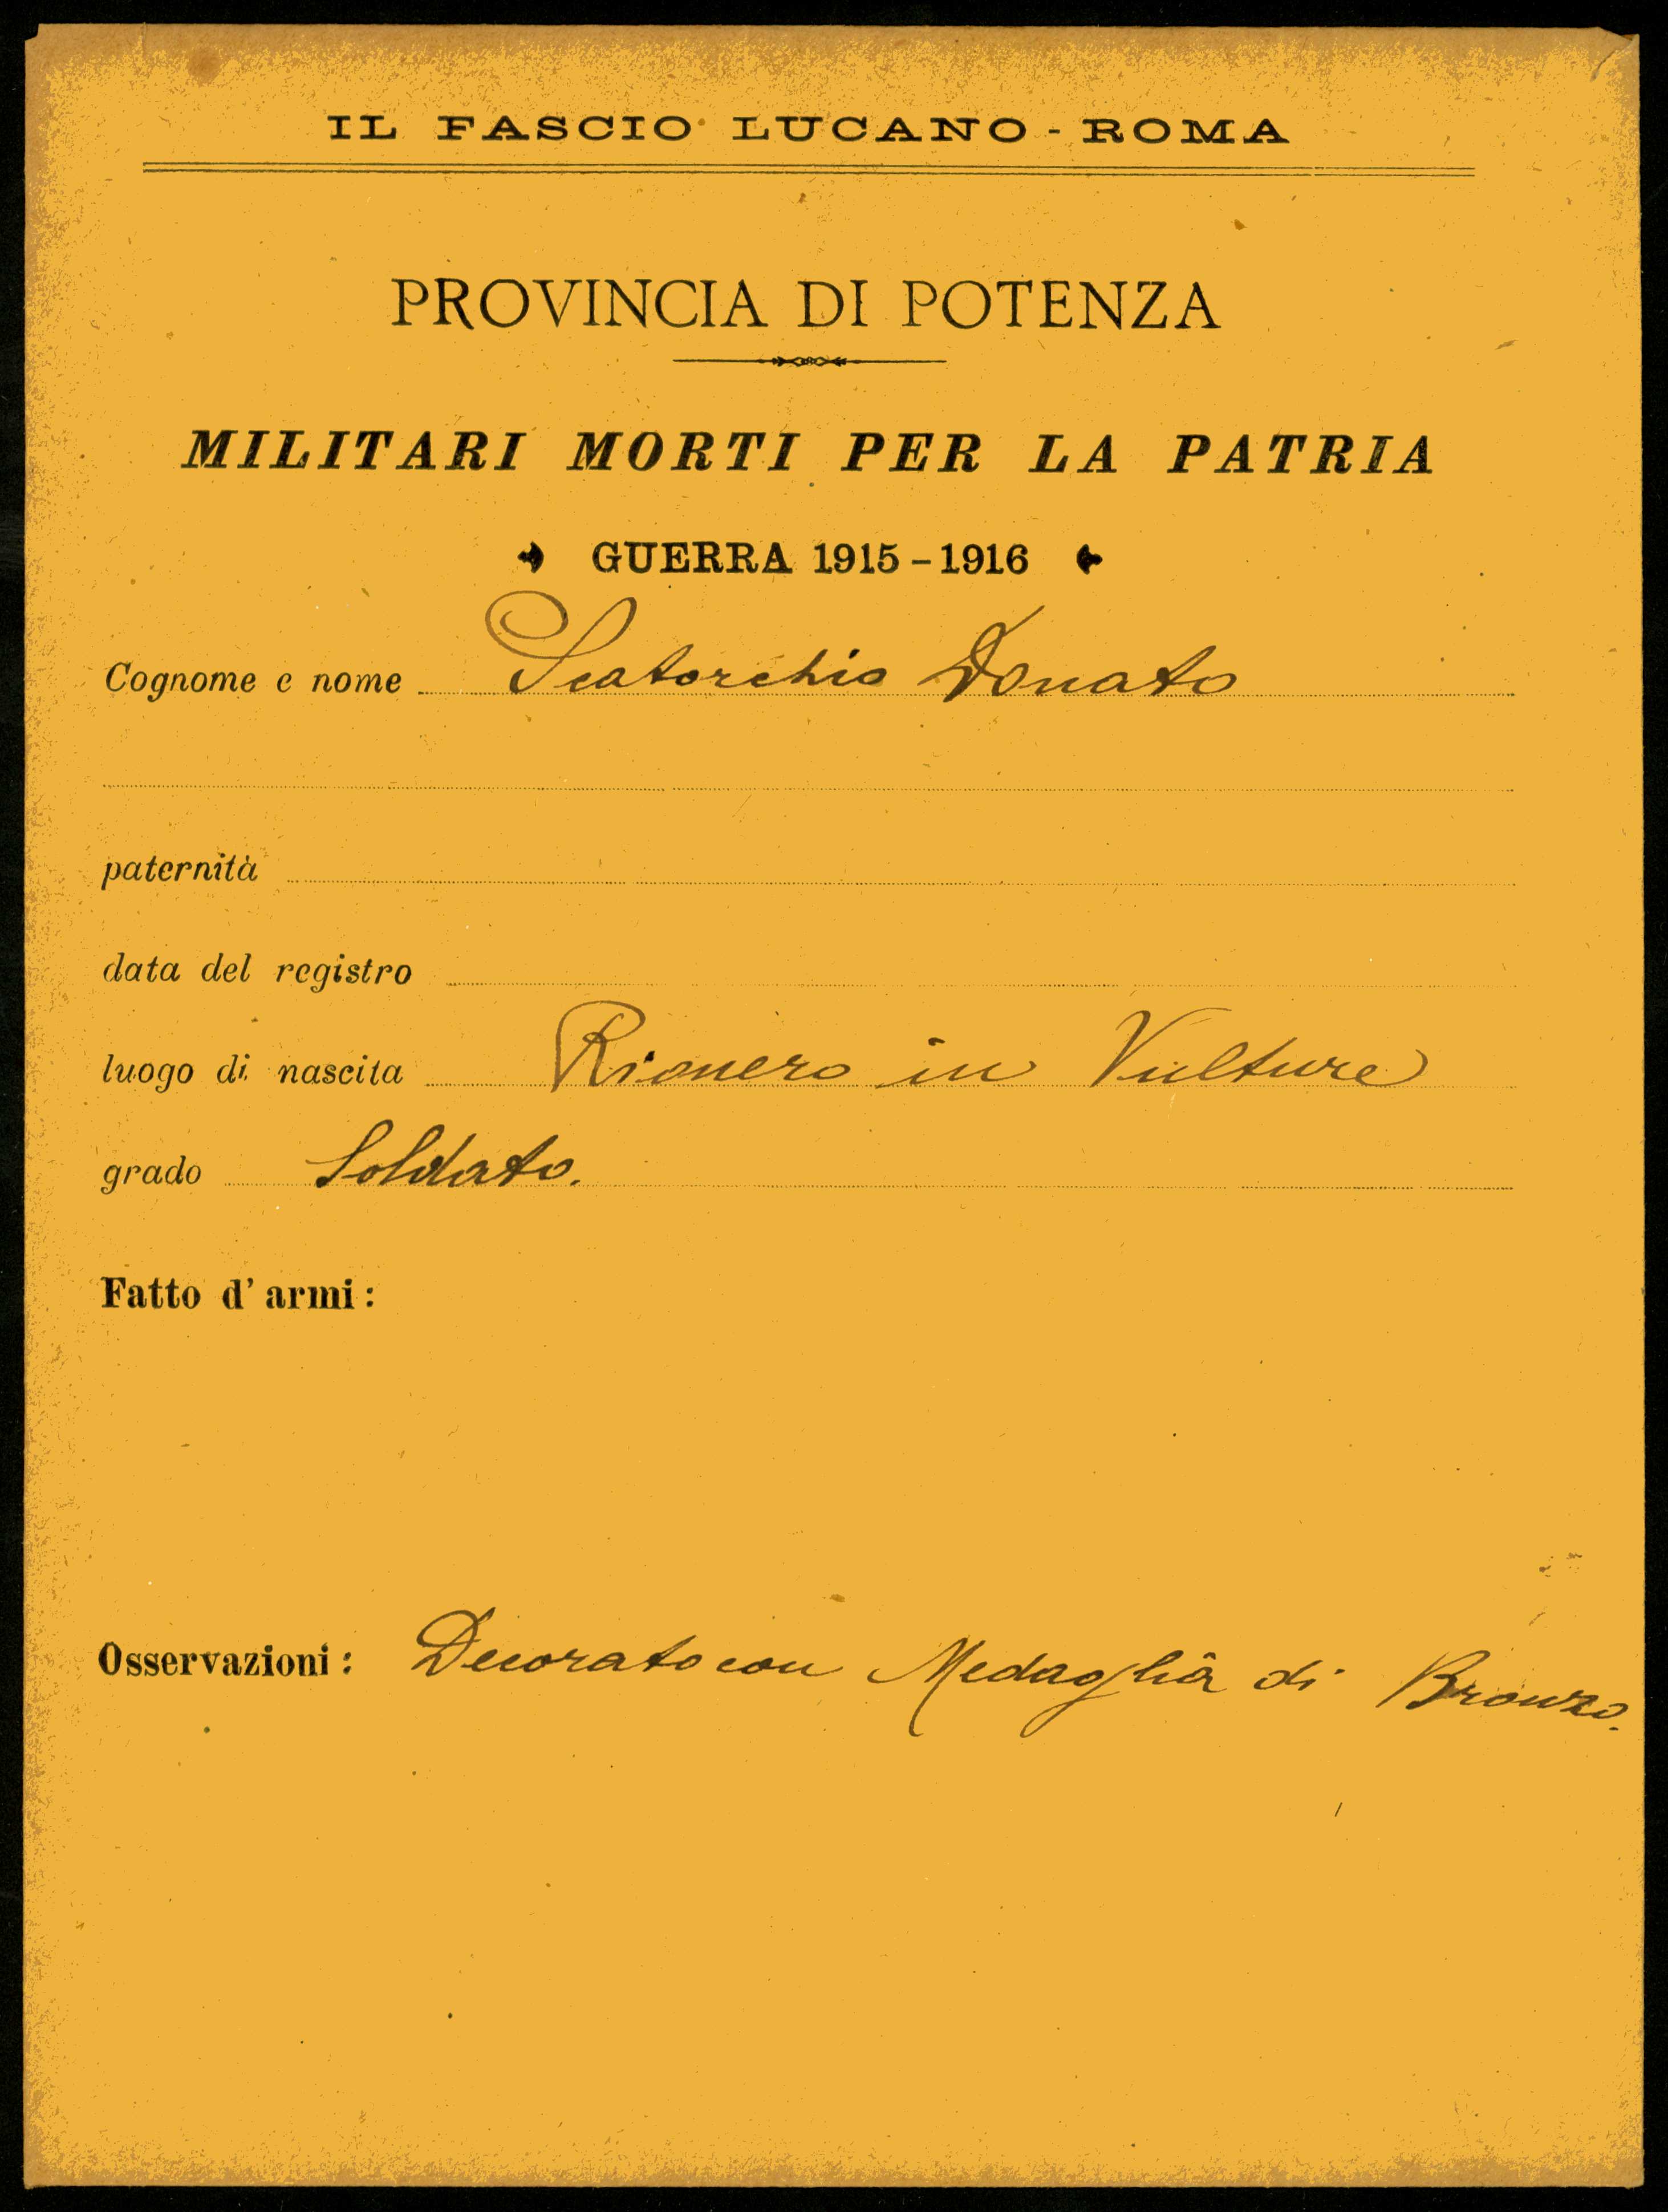 IL FASCIO LUCANO - ROMA
PROVINCIA DI POTENZA
MILITARI MORTI PER LA PATRIA
GUERRA 1915-1916
Cognome e nome Scatorchio Donato
paternità
data del registro
luogo di nascita Rionero in Vulture
grado Soldato.
Fatto d'armi:
Osservazioni: Decorato con Medaglia di Bronzo.